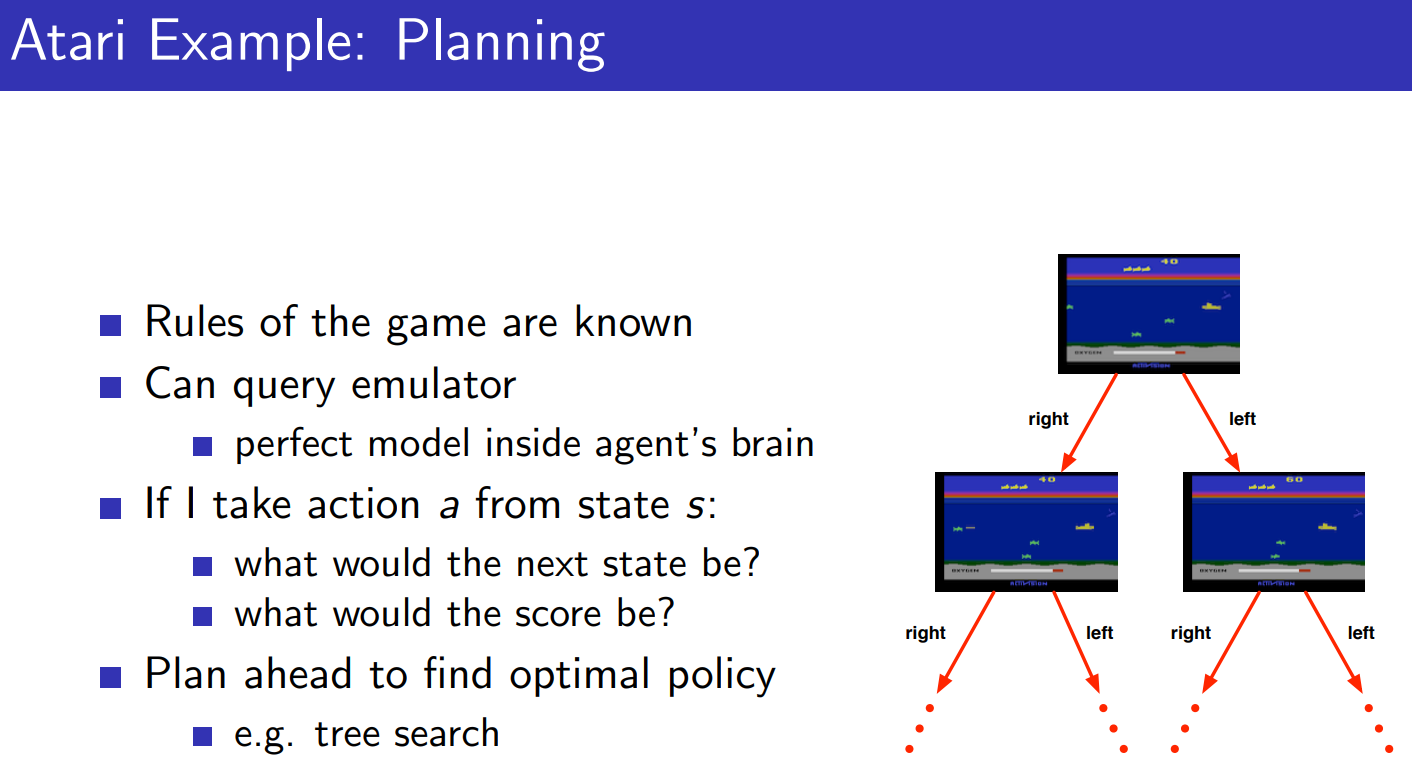 Atari Example: Planning
Rules of the game are known
Can query emulator
perfect model inside agent's brain
If I take action a from state s:
what would the next state be?
what would the score be?
Plan ahead to find optimal policy
e.g. tree search
40
OXYGEN
ACTIVISION
right
left
40
OXYGEN
ACTIVISION
60
OXYGEN
ACTIVISION
right
left
right
left